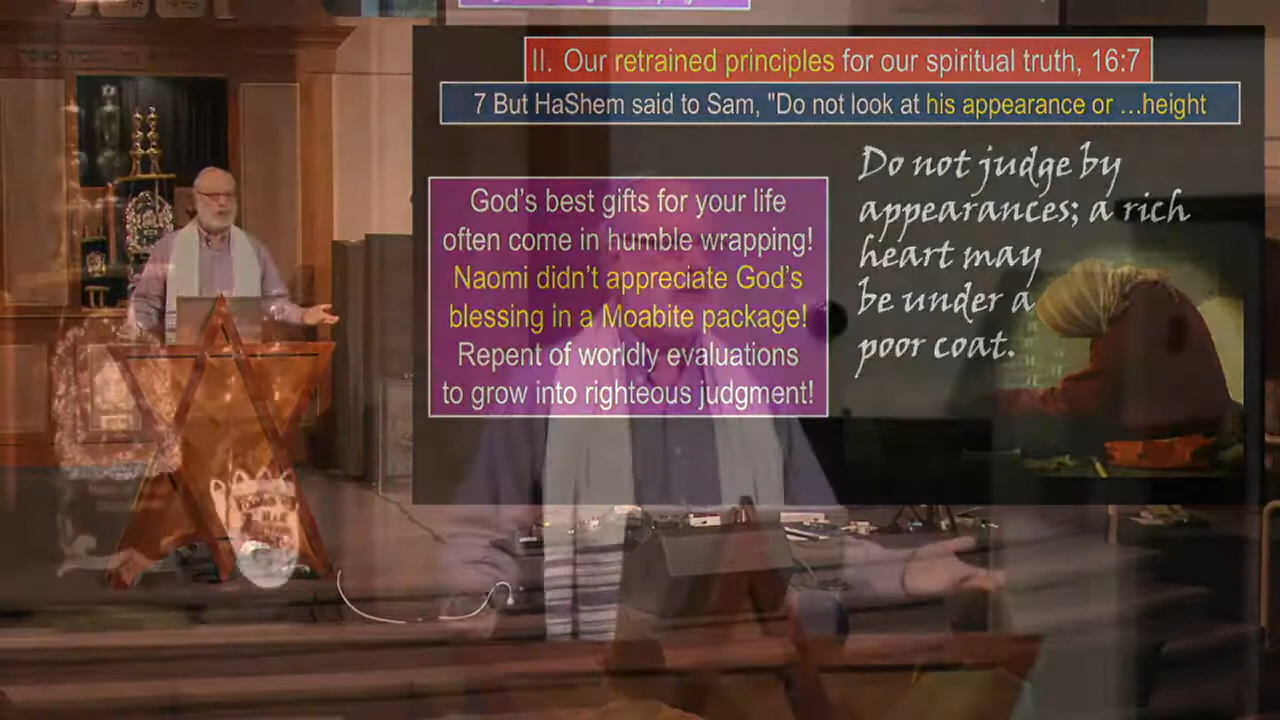 II. Our retrained principles for our spiritual truth, 16:7
7 But HaShem said to Sam, "Do not look at his appearance or ...height
God's best gifts for your life
often come in humble wrapping!
Naomi didn't appreciate God's
blessing in a Moabite package!
Repent of worldly evaluations
to grow into righteous judgment!
Do not judge by
appearances; a rich
heart may
be under a
poor coat.